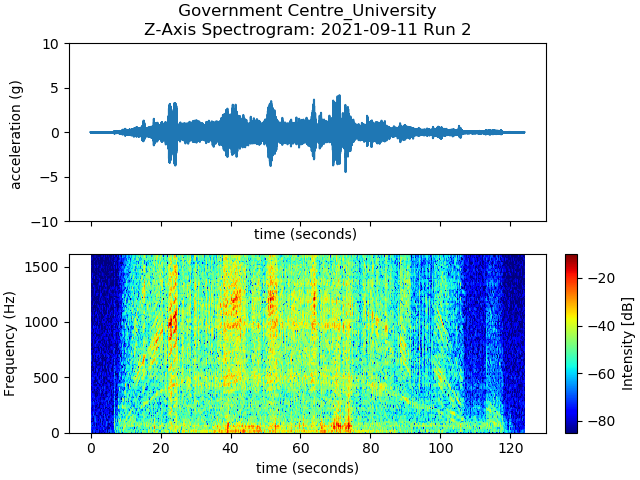 Government Centre_University
Z-Axis Spectrogram: 2021-09-11 Run 2
10
5
0
−5
−10
acceleration (g)
time (seconds)
1500
1000
500
0
Frequency (Hz)
0 20 40 60 80 100 120
time (seconds)
−20
−40
−60
−80
Intensity [dB]